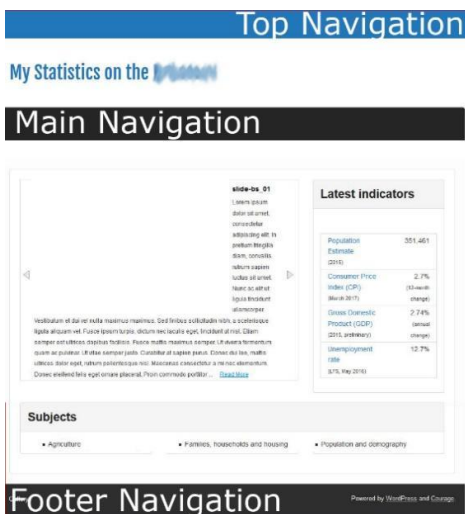 Top Navigation
My Statistics on the
Main Navigation
slide-bs_01
Lorem ipsum
dolor sit amet,
consectetur
adipiscing elit. In
pretium fringilla
diam, convallis
rutrum sapien
luctus sit amet.
Nunc ac elit ut
ligula tincidunt
ullamcorper.
Vestibulum et dui vel nulla maximus maximus. Sed finibus sollicitudin nibh, a scelerisque
ligula aliquam vel. Fusce ipsum turpis, dictum nec iaculis eget, tincidunt at nisl. Etiam
semper est ultrices dapibus facilisis. Fusce mattis maximus semper. Ut viverra fermentum
quam ac pulvinar. Ut vitae semper justo. Curabitur at sapien purus. Donec dui leo, mattis
ultrices dolor eget, rutrum pellentesque nisl. Maecenas consectetur a mi nec elementum.
Donec eleifend felis eget ornare placerat. Proin commodo porttitor... Read More
Latest indicators
Population 351,461
Estimate
(2010)
Consumer Price 2.7%
Index (CPI) (12-month
(March 2017) change)
Gross Domestic 2.74%
Product (GDP) (annual
(2015, preliminary) change)
Unemployment 12.7%
rate
(LFS, May 2016)
Subjects
• Agriculture • Families, households and housing • Population and demography
Footer Navigation
Powered by WordPress and Courage.